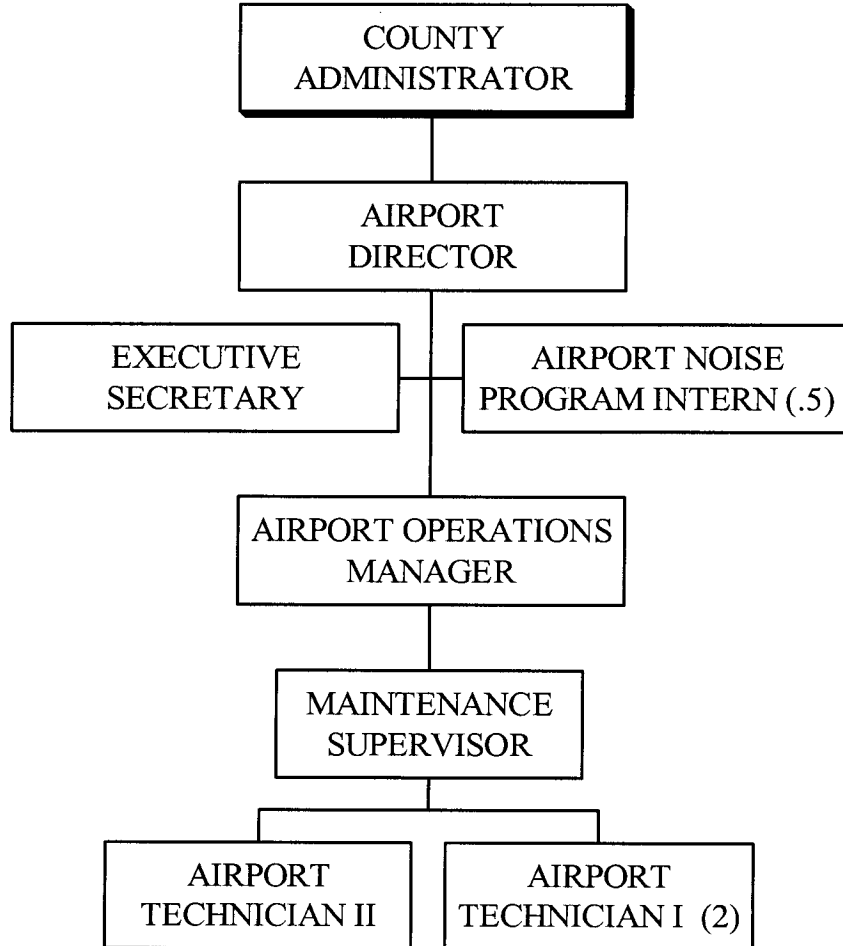 COUNTY
ADMINISTRATOR
AIRPORT
DIRECTOR
EXECUTIVE
SECRETARY
AIRPORT NOISE
PROGRAM INTERN (.5)
AIRPORT OPERATIONS
MANAGER
MAINTENANCE
SUPERVISOR
AIRPORT
TECHNICIAN II
AIRPORT
TECHNICIAN I (2)